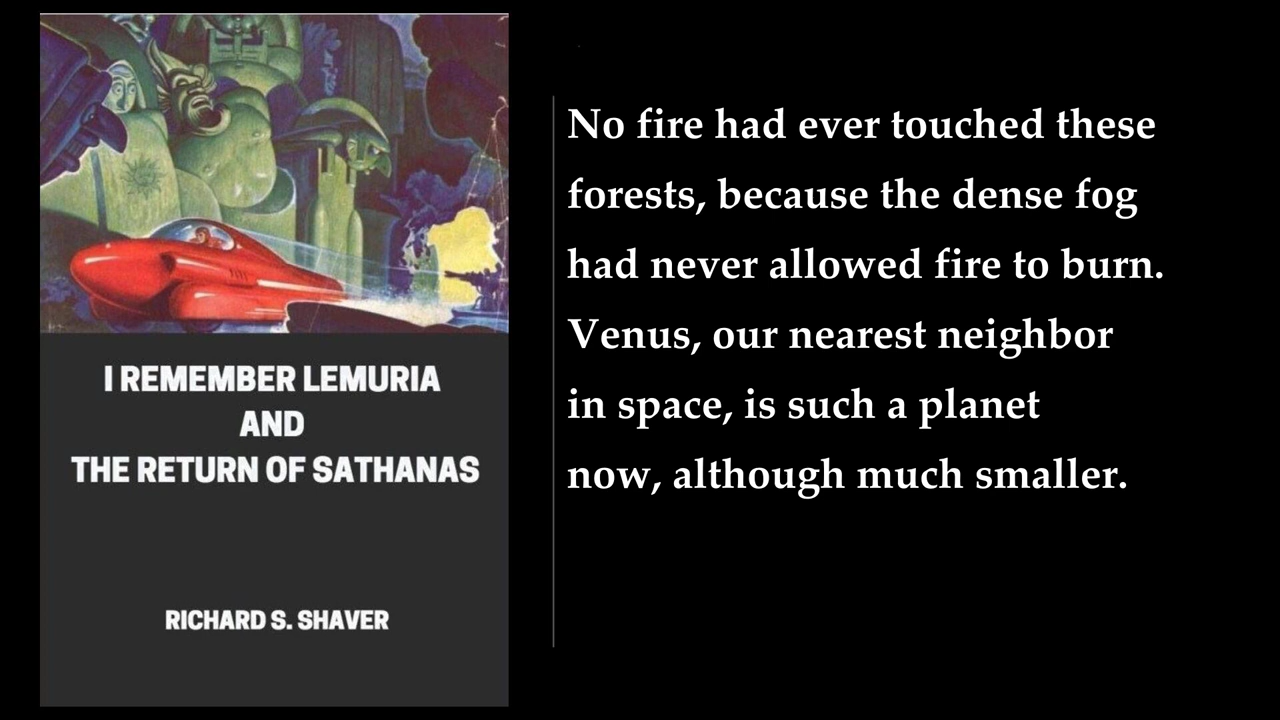 I REMEMBER LEMURIA
AND
THE RETURN OF SATHANAS
RICHARD S. SHAVER
No fire had ever touched these
forests, because the dense fog
had never allowed fire to burn.
Venus, our nearest neighbor
in space, is such a planet
now, although much smaller.